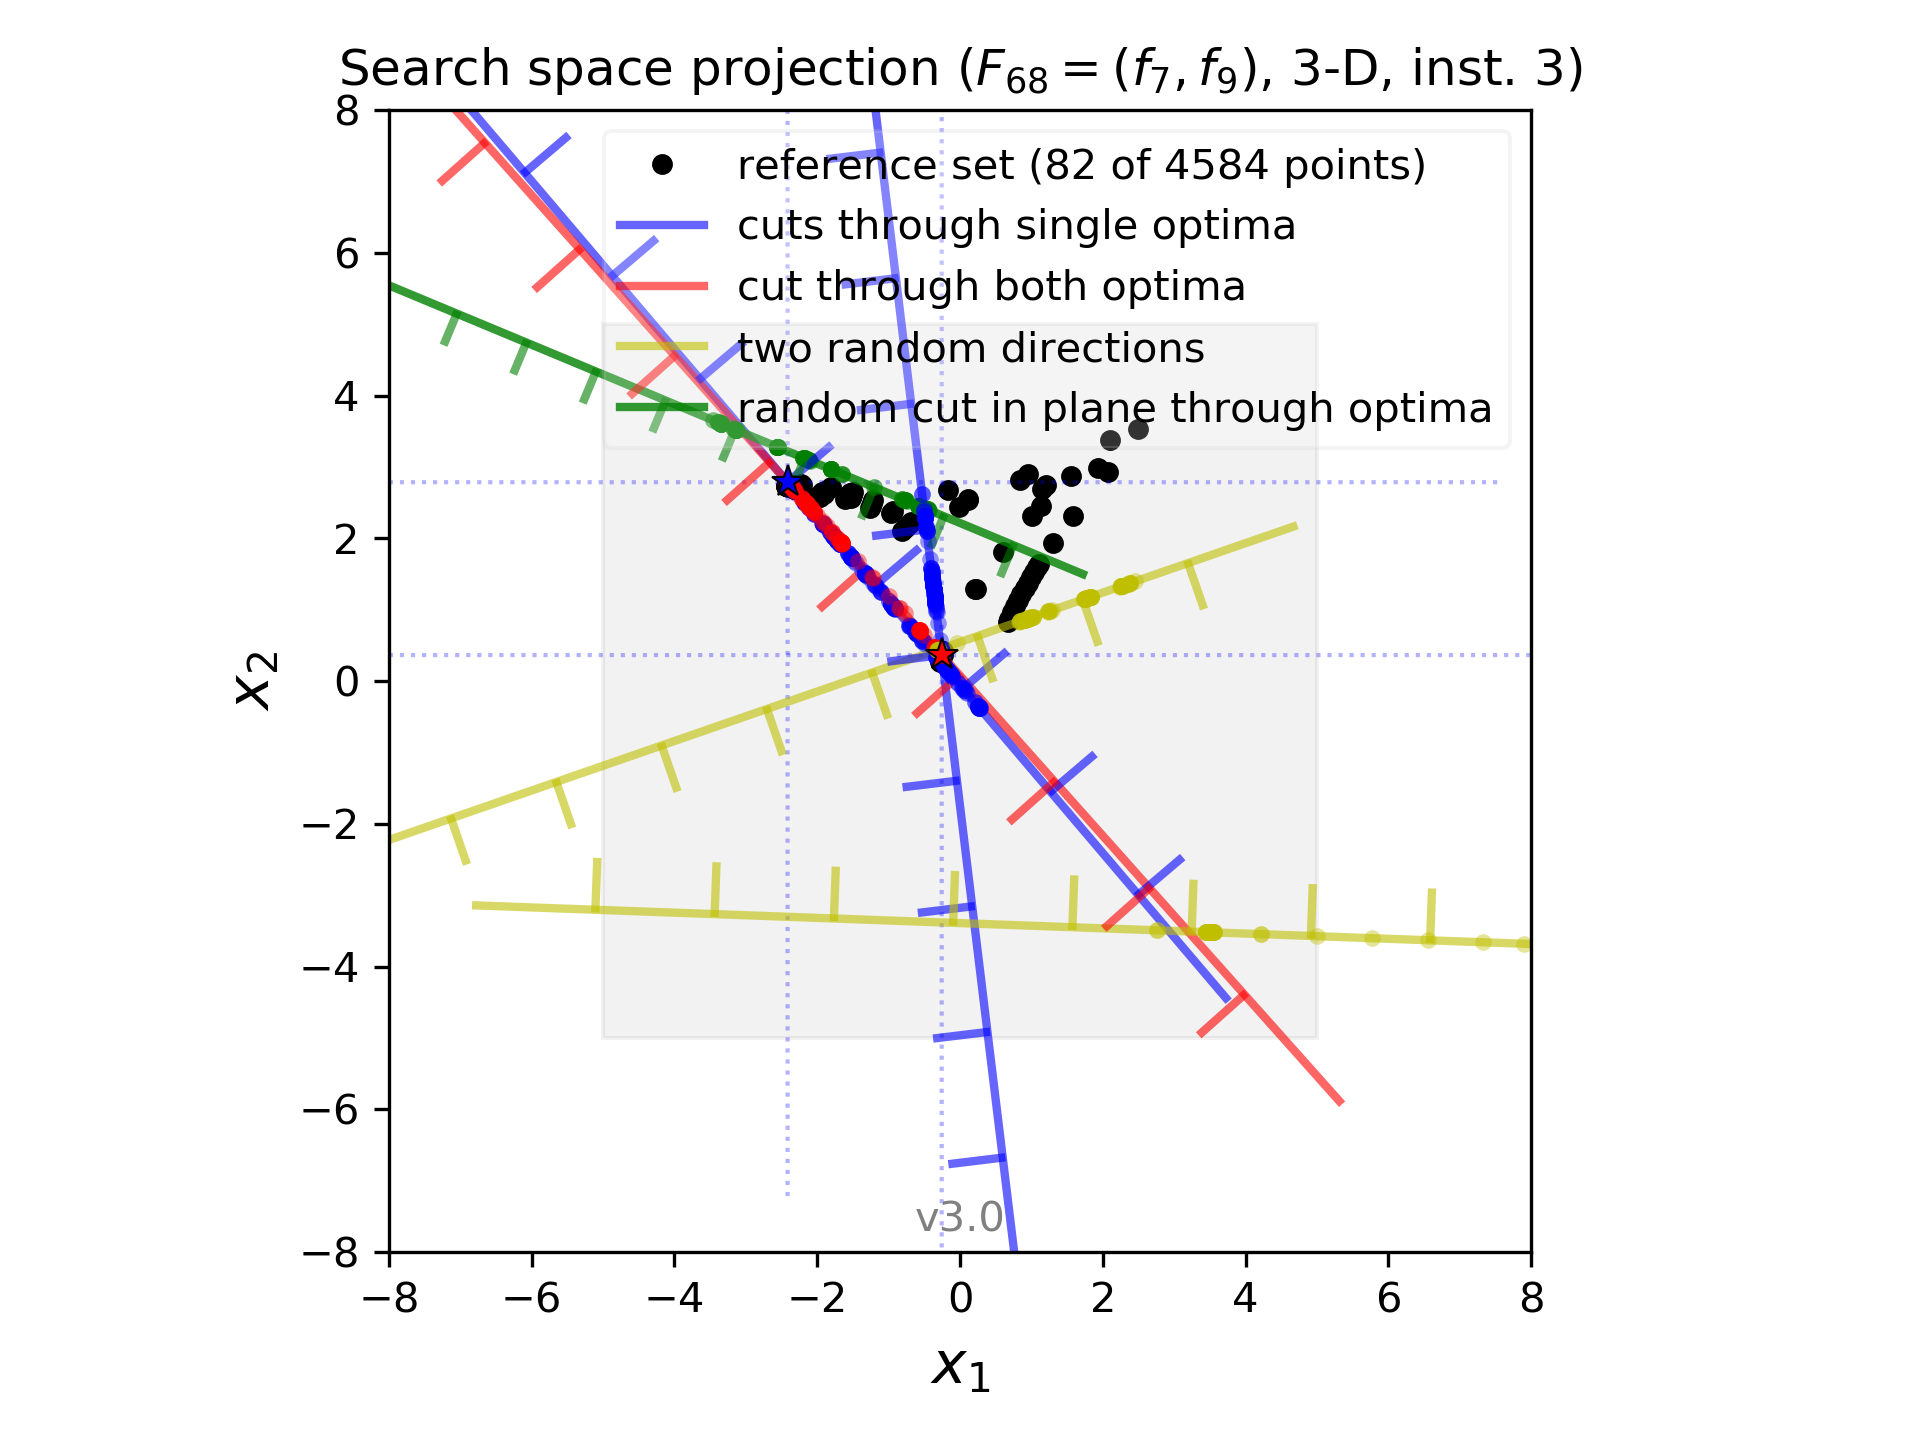 Search space projection (F₆₈ = (f₇, f₉), 3-D, inst. 3)
8
6
4
2
0
−2
−4
−6
−8
x₂
reference set (82 of 4584 points)
cuts through single optima
cut through both optima
two random directions
random cut in plane through optima
v3.0
−8 −6 −4 −2 0 2 4 6 8
x₁